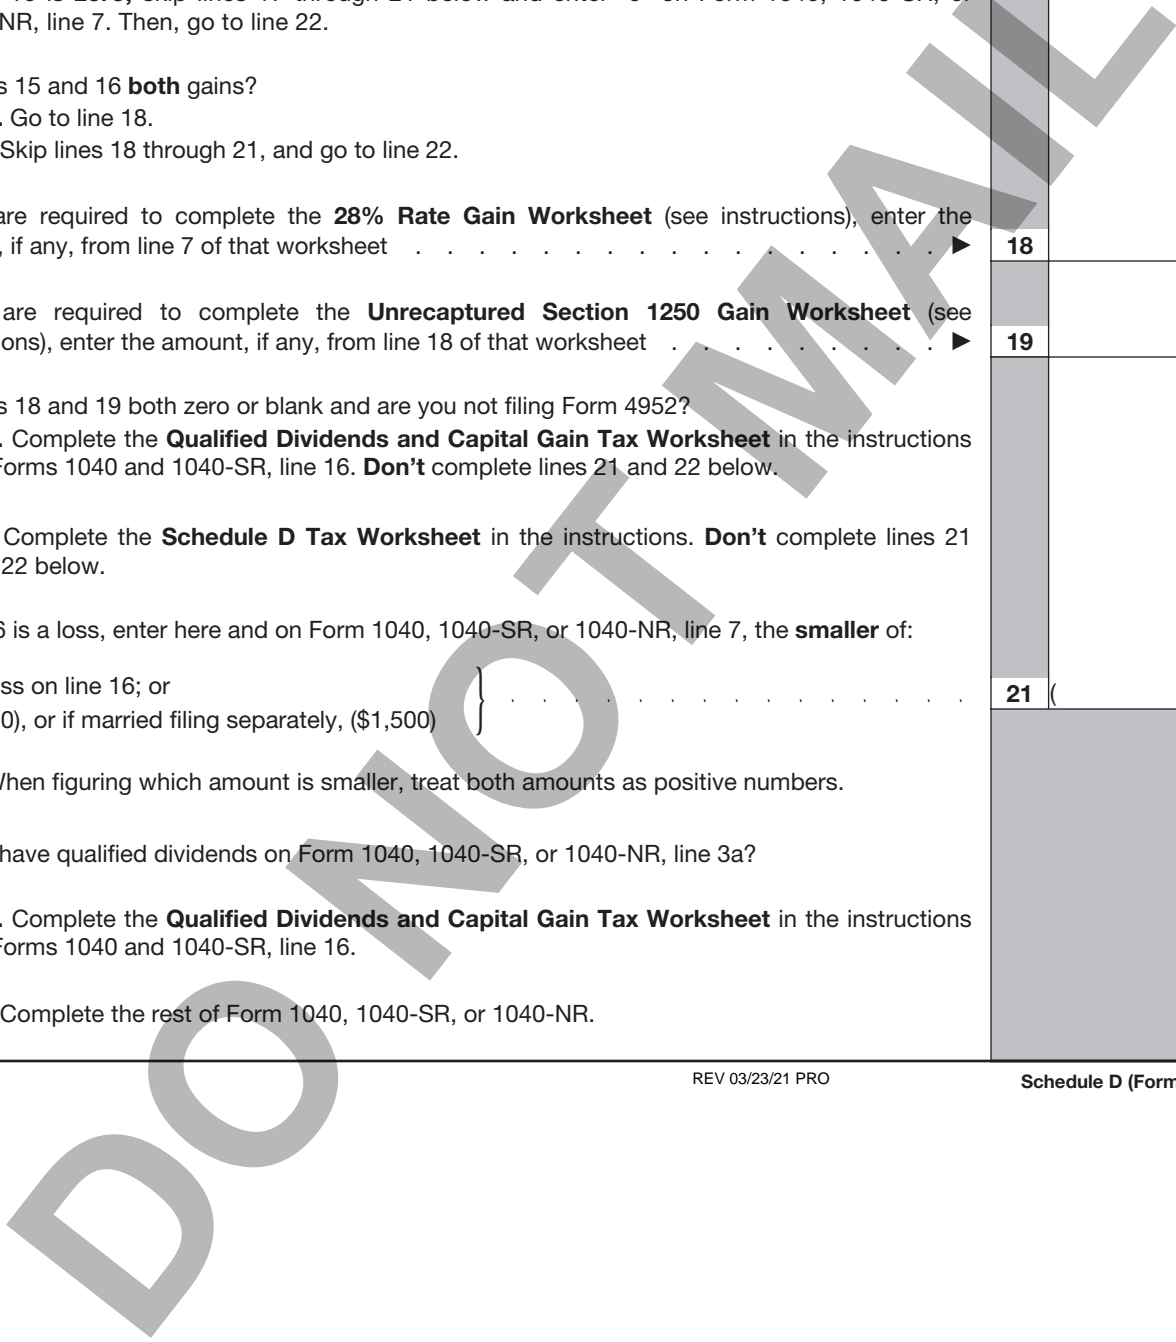 NR, line 7. Then, go to line 22.
s 15 and 16 both gains?
. Go to line 18.
Skip lines 18 through 21, and go to line 22.
are required to complete the 28% Rate Gain Worksheet (see instructions), enter the
, if any, from line 7 of that worksheet . . . . . . . . . . . . . . . . . ▶ 18
are required to complete the Unrecaptured Section 1250 Gain Worksheet (see
ons), enter the amount, if any, from line 18 of that worksheet . . . . . . . . . ▶ 19
s 18 and 19 both zero or blank and are you not filing Form 4952?
. Complete the Qualified Dividends and Capital Gain Tax Worksheet in the instructions
Forms 1040 and 1040-SR, line 16. Don't complete lines 21 and 22 below.
Complete the Schedule D Tax Worksheet in the instructions. Don't complete lines 21
22 below.
6 is a loss, enter here and on Form 1040, 1040-SR, or 1040-NR, line 7, the smaller of:
ss on line 16; or
0), or if married filing separately, ($1,500) } . . . . . . . . . . . . . . . 21 (
When figuring which amount is smaller, treat both amounts as positive numbers.
have qualified dividends on Form 1040, 1040-SR, or 1040-NR, line 3a?
. Complete the Qualified Dividends and Capital Gain Tax Worksheet in the instructions
Forms 1040 and 1040-SR, line 16.
Complete the rest of Form 1040, 1040-SR, or 1040-NR.
REV 03/23/21 PRO Schedule D (Form
DO NOT MAIL